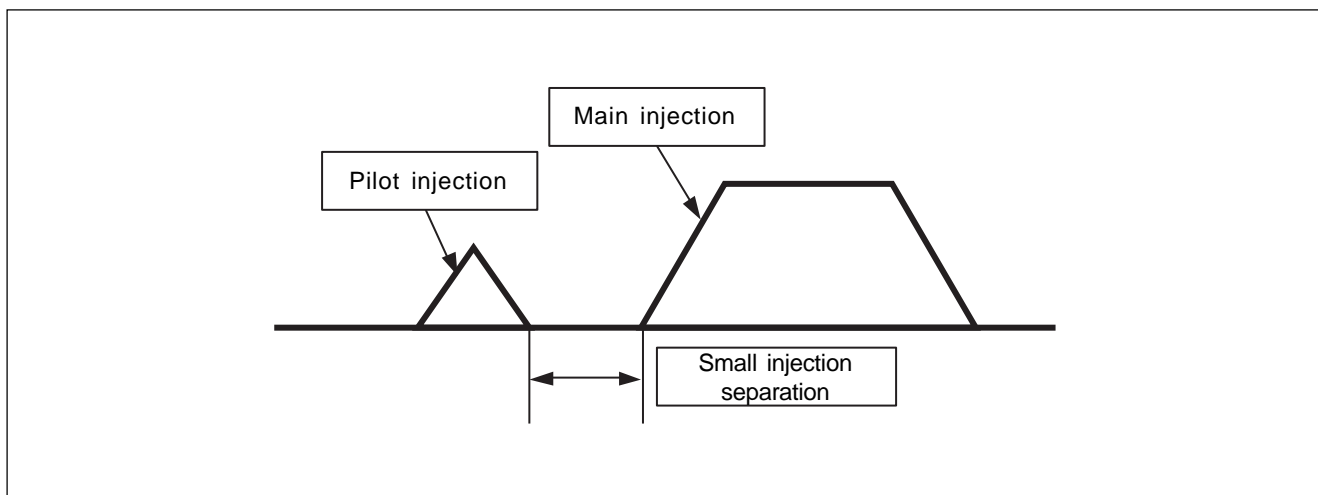 Main injection
Pilot injection
Small injection
separation